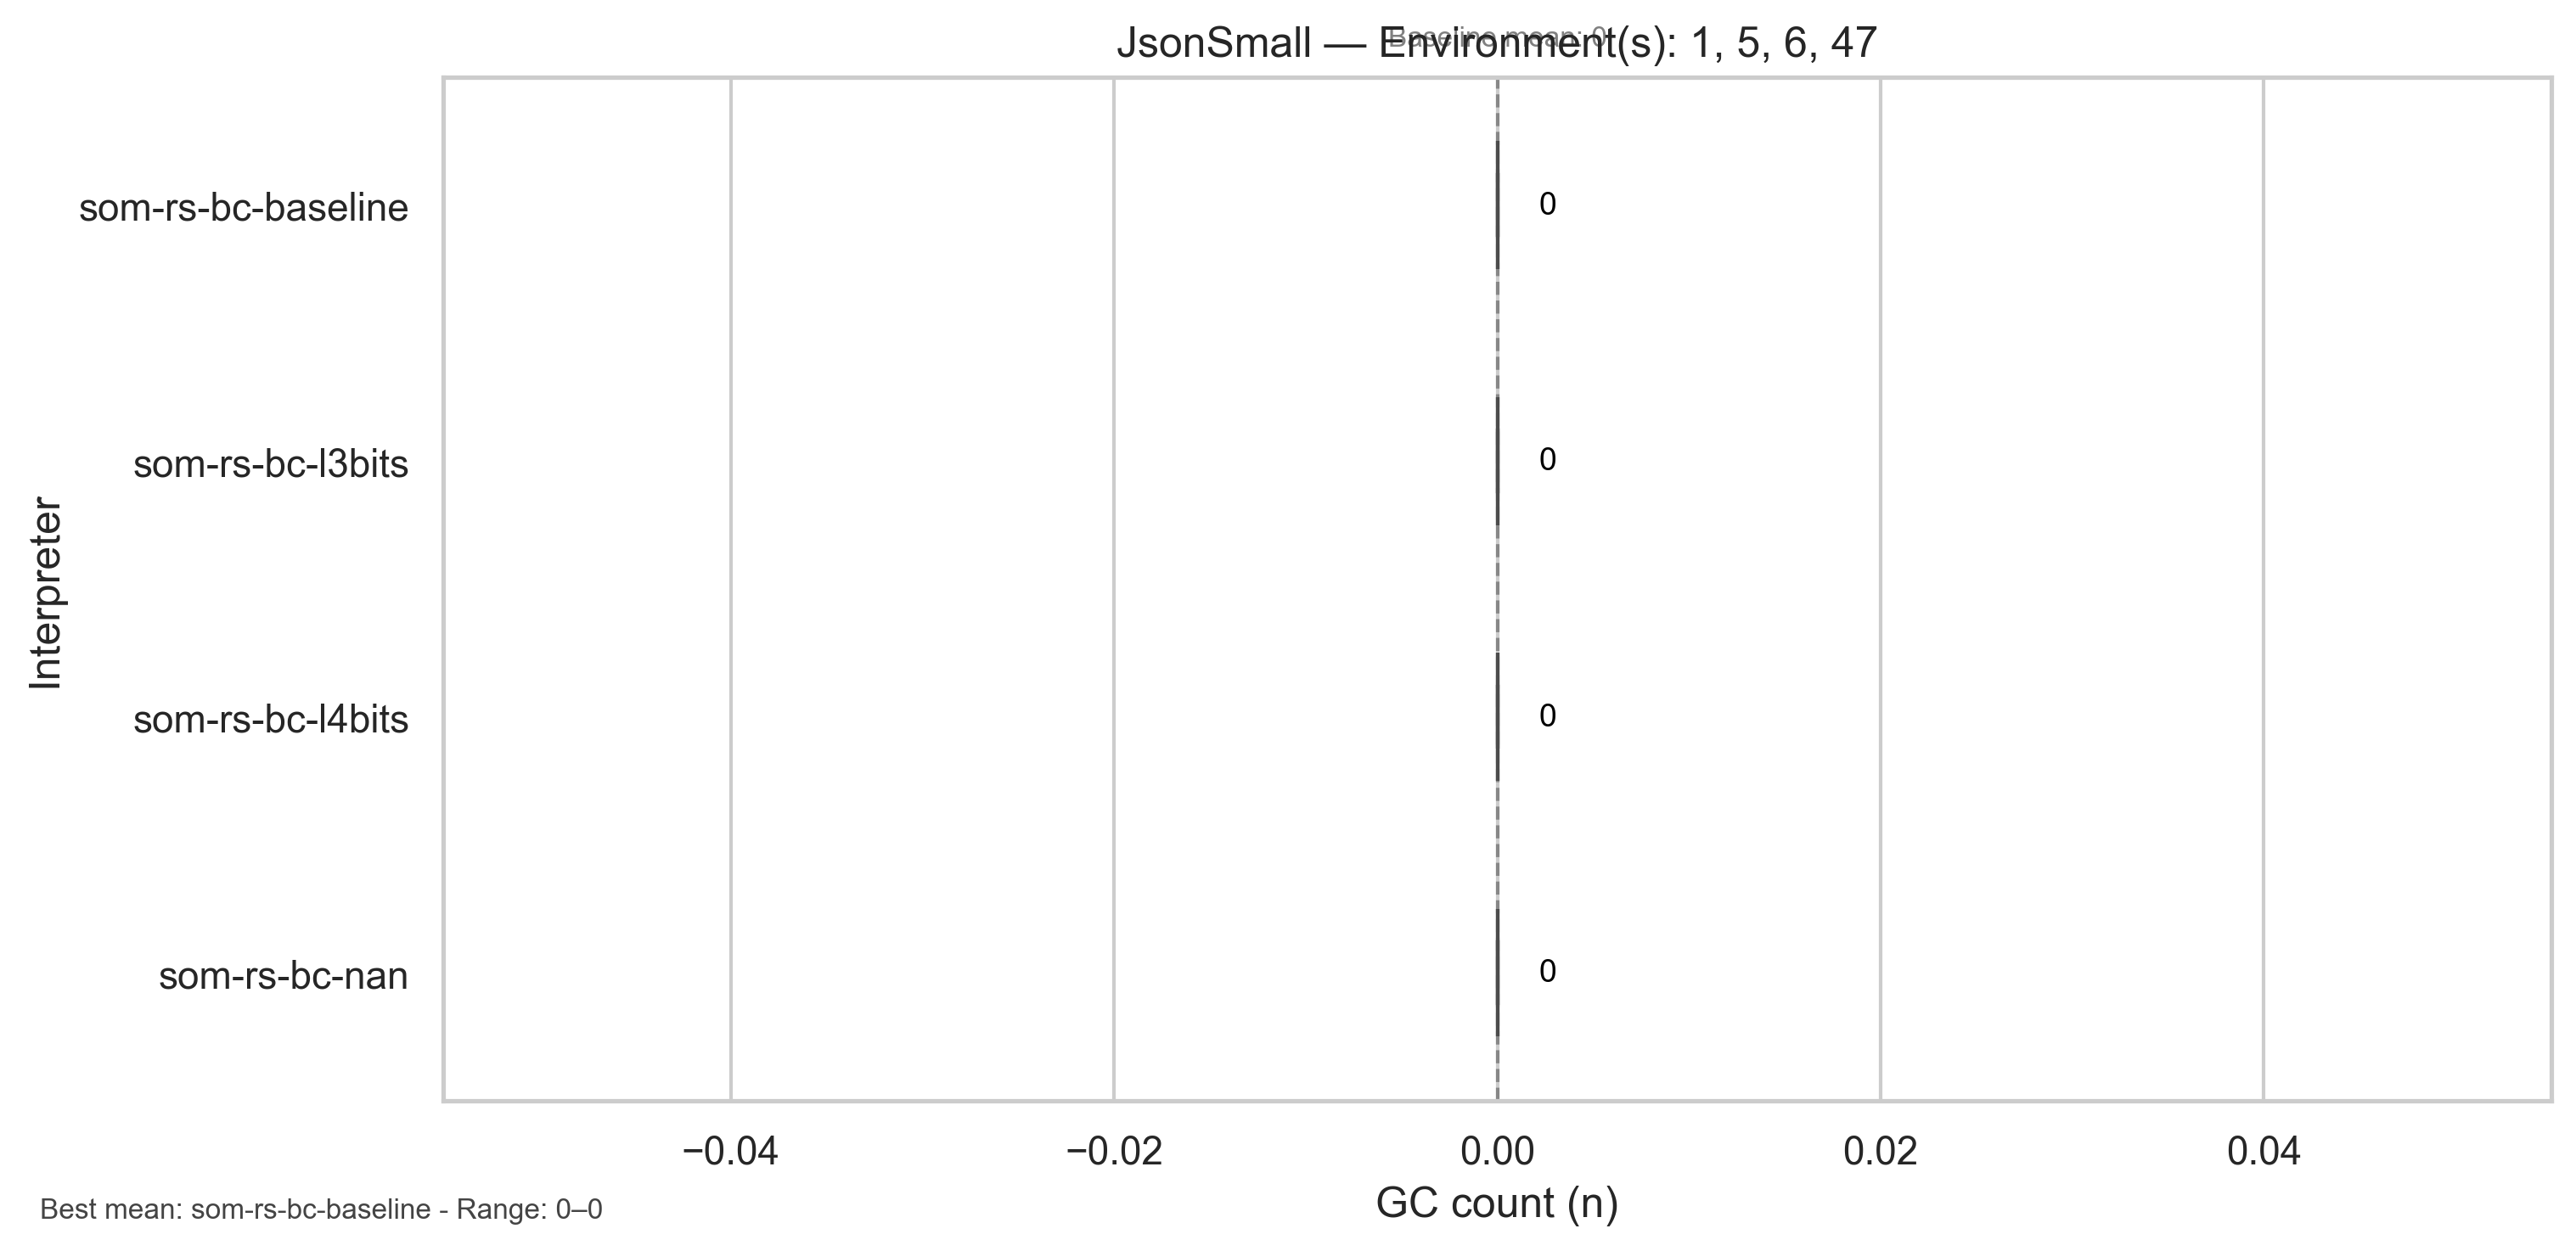 JsonSmall — Environment(s): 1, 5, 6, 47
Baseline mean: 0
som-rs-bc-baseline
0
som-rs-bc-l3bits
0
som-rs-bc-l4bits
0
som-rs-bc-nan
0
Interpreter
−0.04
−0.02
0.00
0.02
0.04
GC count (n)
Best mean: som-rs-bc-baseline - Range: 0–0